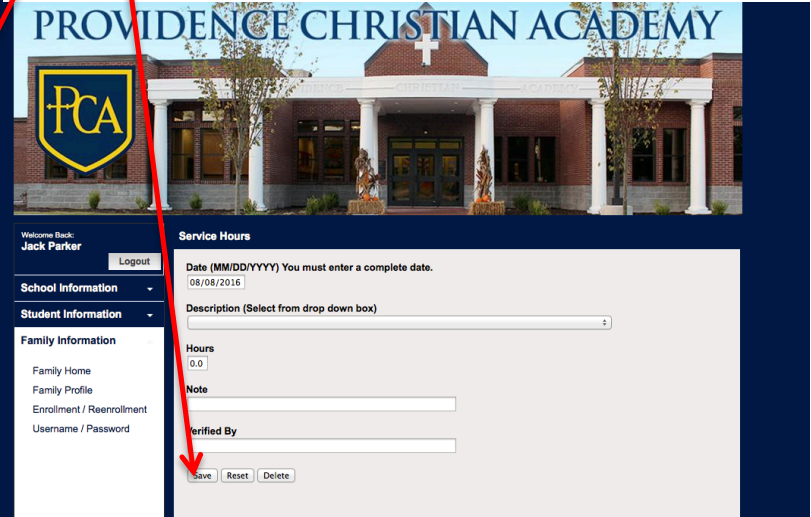 PROVIDENCE CHRISTIAN ACADEMY
CHRISTIAN ACADEMY
PCA
Welcome Back:
Jack Parker
Logout
School Information
Student Information
Family Information
Family Home
Family Profile
Enrollment / Reenrollment
Username / Password
Service Hours
Date (MM/DD/YYYY) You must enter a complete date.
08/08/2016
Description (Select from drop down box)
Hours
0.0
Note
Verified By
Save Reset Delete